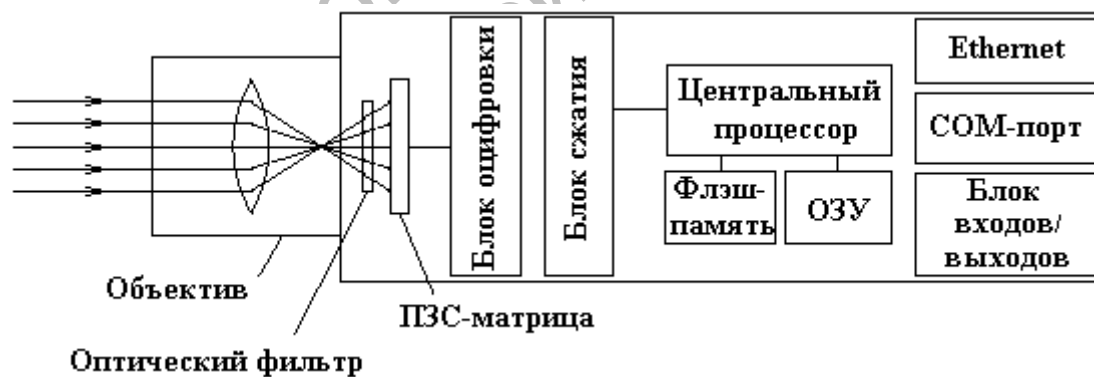 Блок оцифровки
Блок сжатия
Центральный
процессор
Флэш-
память
ОЗУ
Ethernet
COM-порт
Блок
входов/
выходов
Объектив
ПЗС-матрица
Оптический фильтр